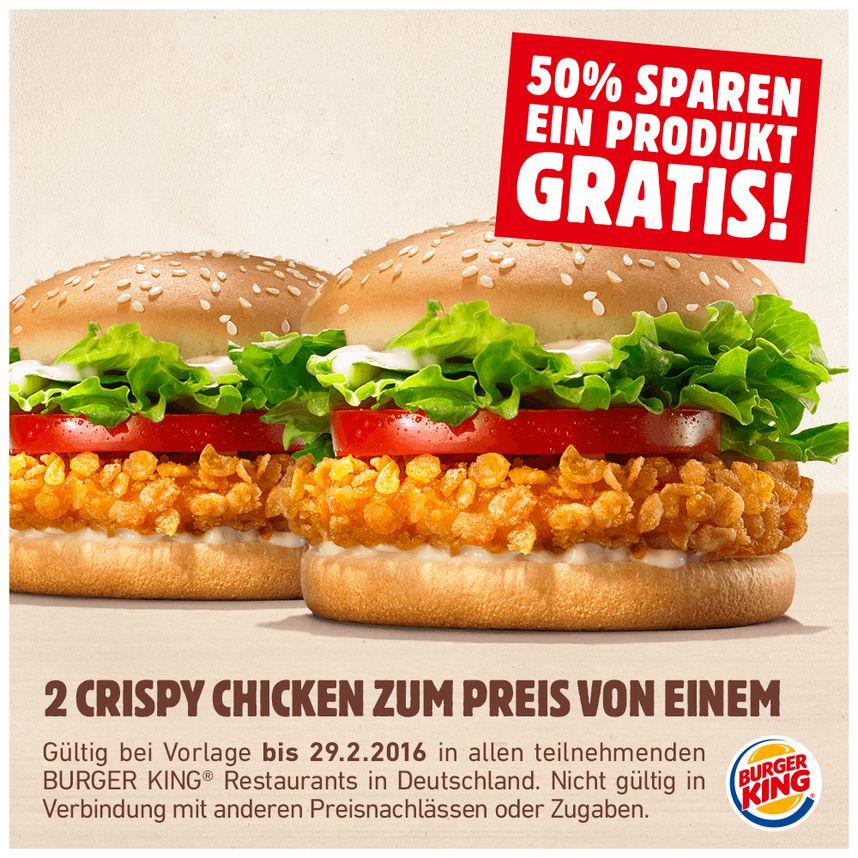 50% SPAREN
EIN PRODUKT
GRATIS!
2 CRISPY CHICKEN ZUM PREIS VON EINEM
Gültig bei Vorlage bis 29.2.2016 in allen teilnehmenden
BURGER KING® Restaurants in Deutschland. Nicht gültig in
Verbindung mit anderen Preisnachlässen oder Zugaben.
BURGER
KING®